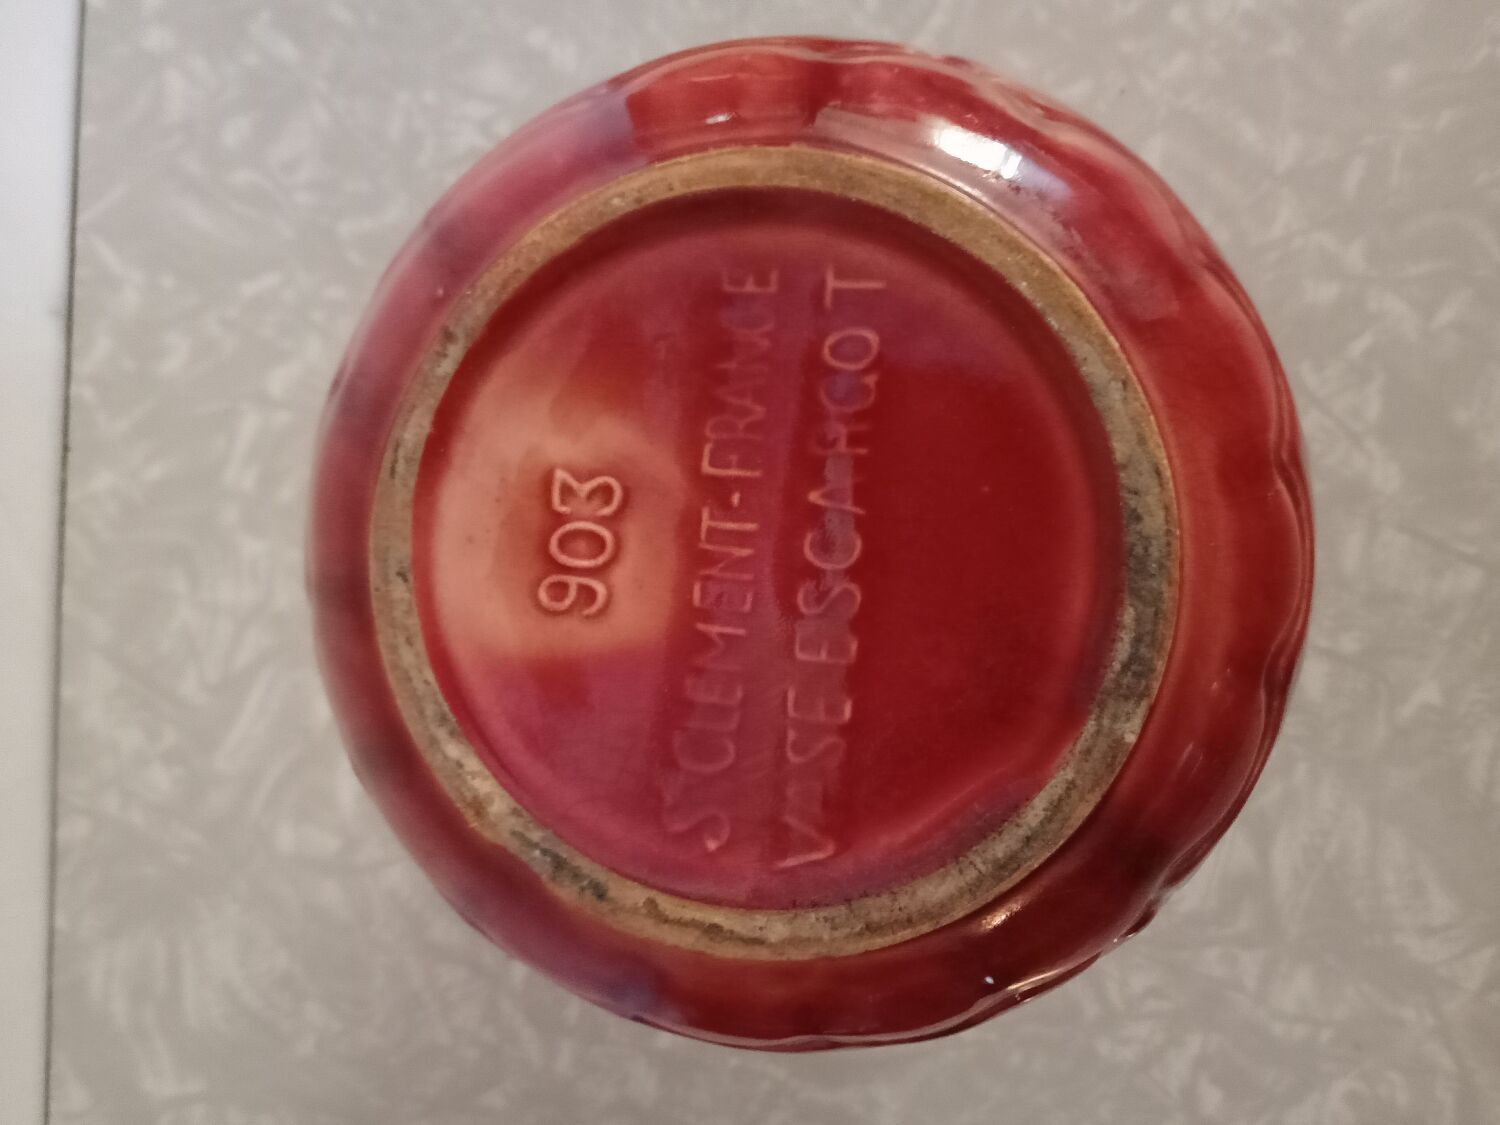 903
ST CLEMENT-FRANCE
VASE ESCARGOT